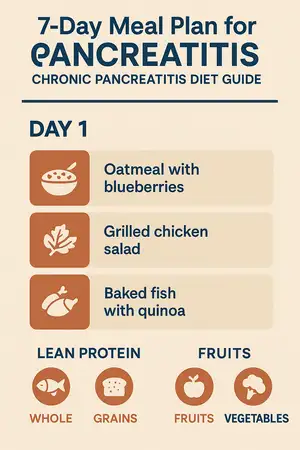 7-Day Meal Plan for
PANCREATITIS
CHRONIC PANCREATITIS DIET GUIDE
DAY 1
Oatmeal with
blueberries
Grilled chicken
salad
Baked fish
with quinoa
LEAN PROTEIN
FRUITS
WHOLE
GRAINS
FRUITS
VEGETABLES